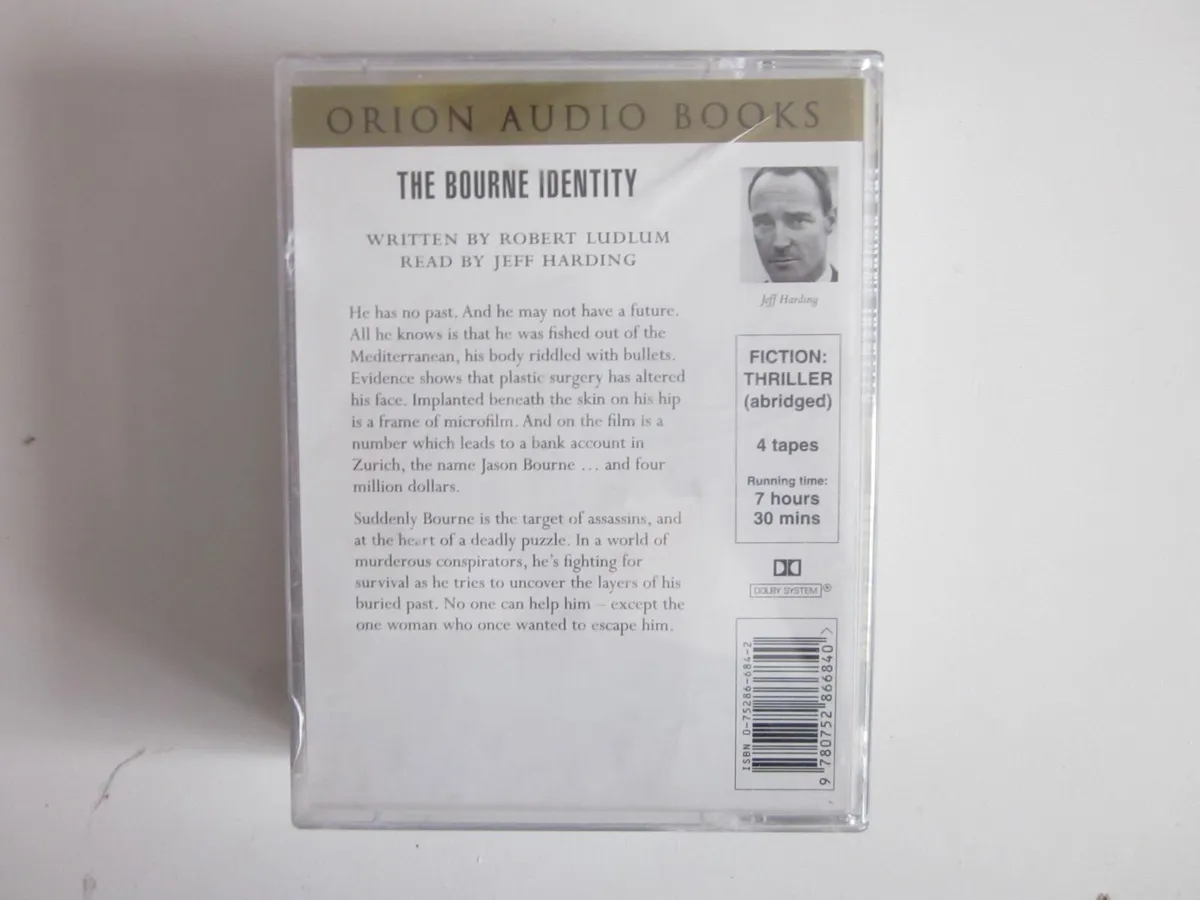 ORION AUDIO BOOKS
THE BOURNE IDENTITY
WRITTEN BY ROBERT LUDLUM
READ BY JEFF HARDING
He has no past. And he may not have a future.
All he knows is that he was fished out of the
Mediterranean, his body riddled with bullets.
Evidence shows that plastic surgery has altered
his face. Implanted beneath the skin on his hip
is a frame of microfilm. And on the film is a
number which leads to a bank account in
Zurich, the name Jason Bourne ... and four
million dollars.
Suddenly Bourne is the target of assassins, and
at the heart of a deadly puzzle. In a world of
murderous conspirators, he's fighting for
survival as he tries to uncover the layers of his
buried past. No one can help him – except the
one woman who once wanted to escape him.
Jeff Harding
FICTION:
THRILLER
(abridged)
4 tapes
Running time:
7 hours
30 mins
DOLBY SYSTEM®
ISBN 0-75286-684-2
9 780752 866840 >